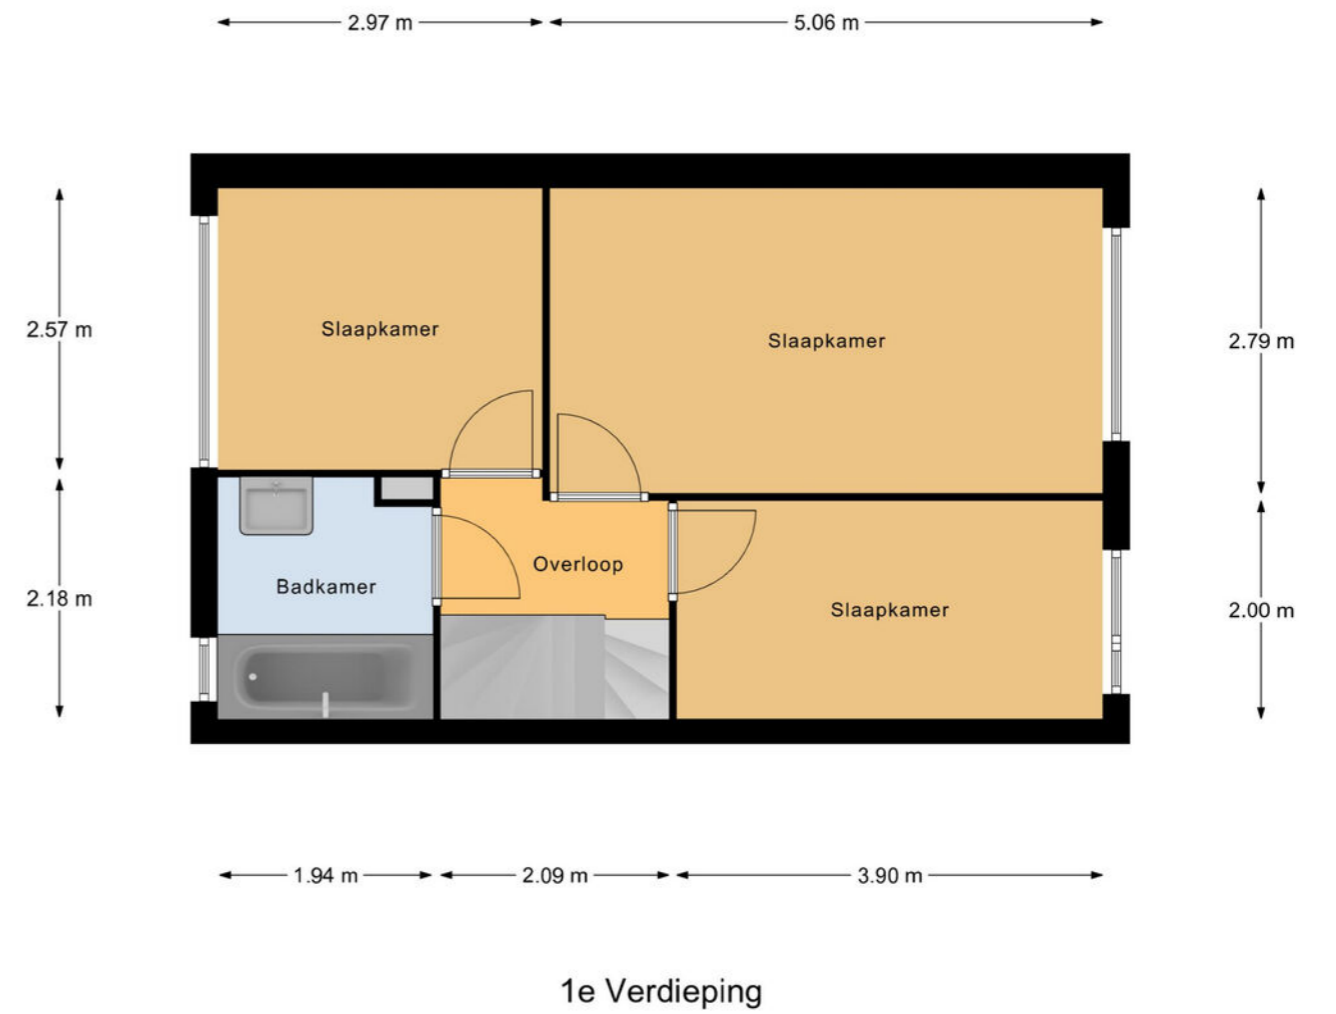 2.97 m
5.06 m
2.57 m
Slaapkamer
Slaapkamer
2.79 m
Overloop
Badkamer
2.18 m
Slaapkamer
2.00 m
1.94 m
2.09 m
3.90 m
1e Verdieping